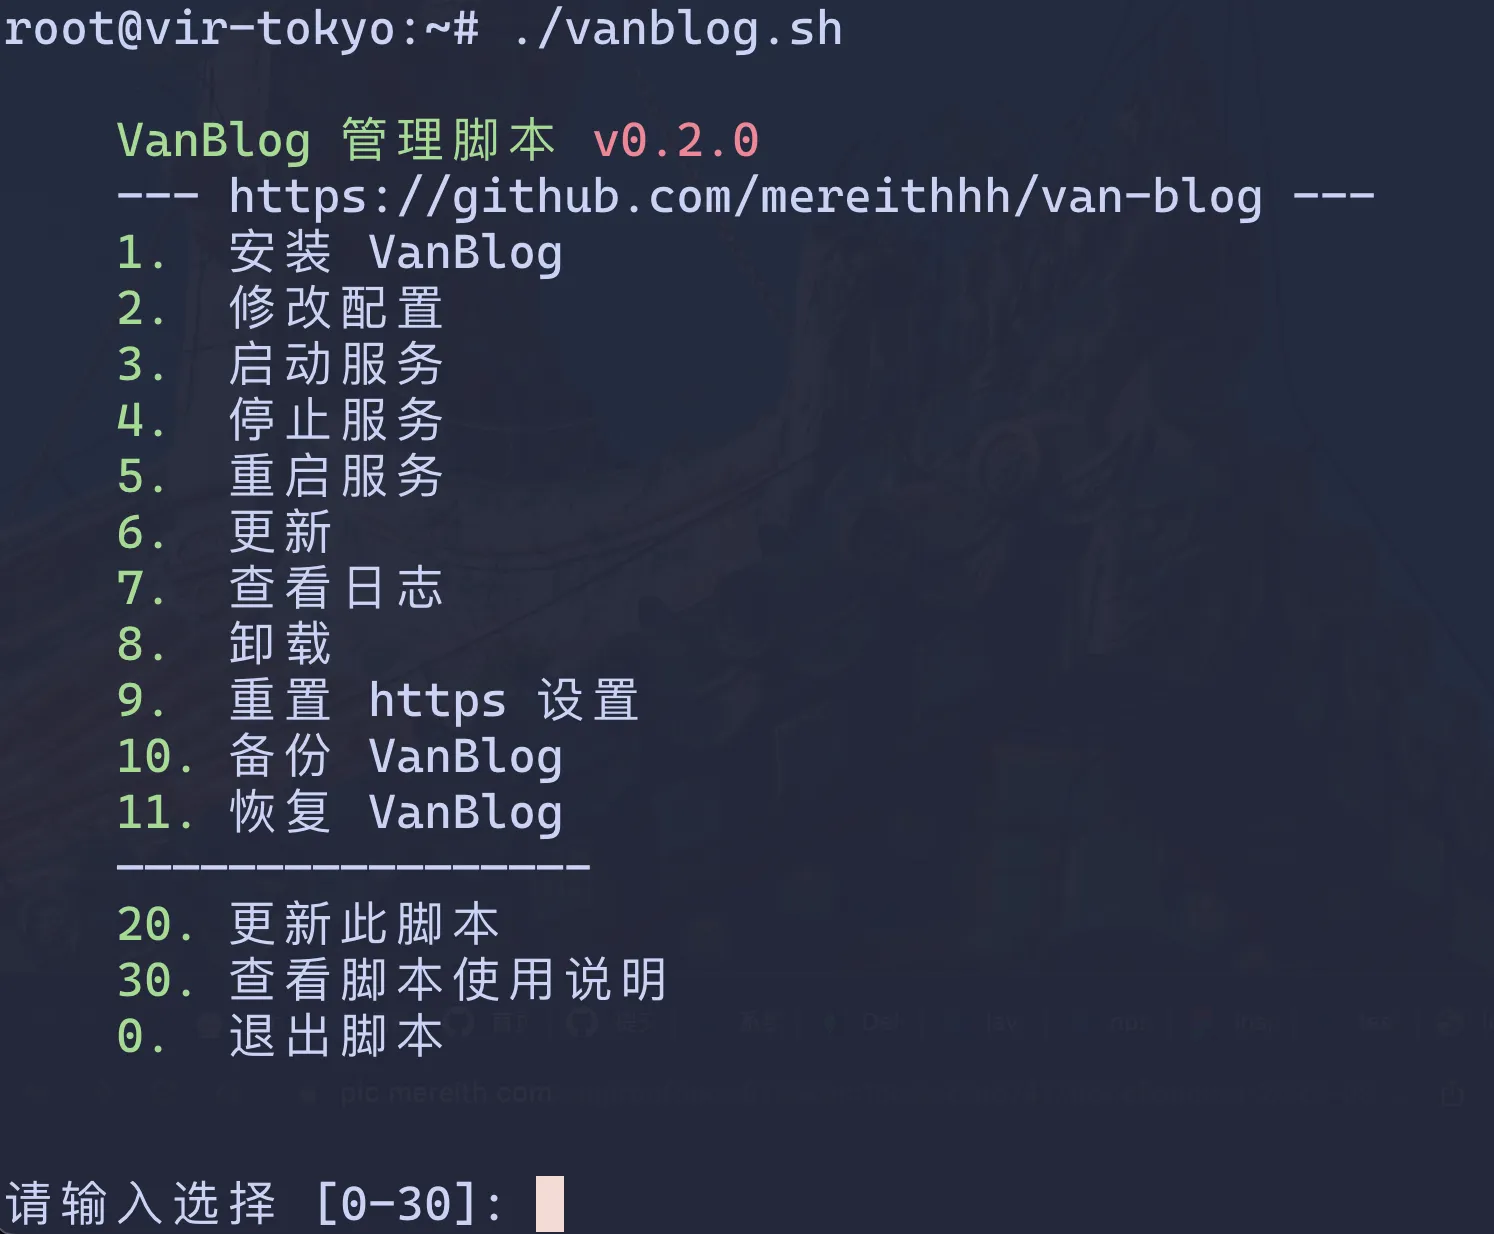 root@vir-tokyo:~# ./vanblog.sh
VanBlog 管理脚本 v0.2.0
--- https://github.com/mereithhh/van-blog ---
1. 安装 VanBlog
2. 修改配置
3. 启动服务
4. 停止服务
5. 重启服务
6. 更新
7. 查看日志
8. 卸载
9. 重置 https 设置
10. 备份 VanBlog
11. 恢复 VanBlog
-----------------
20. 更新此脚本
30. 查看脚本使用说明
0. 退出脚本
pic.mereith.com
请输入选择 [0-30]: